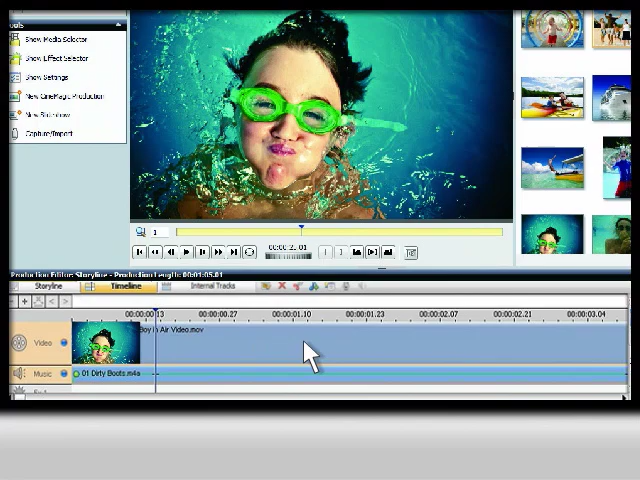 ools
Show Media Selector
Show Effect Selector
Show Settings
New CineMagic Production
New Slideshow
Capture/Import
1
00:00:25.01
Production Editor: Storyline - Production Length: 00:01:05.01
Storyline Timeline Internal Tracks
00:00:00.13 00:00:00.27 00:00:01.10 00:00:01.23 00:00:02.07 00:00:02.21 00:00:03.04
Video Boy in Air Video.mov
Music 01 Dirty Boots.m4a